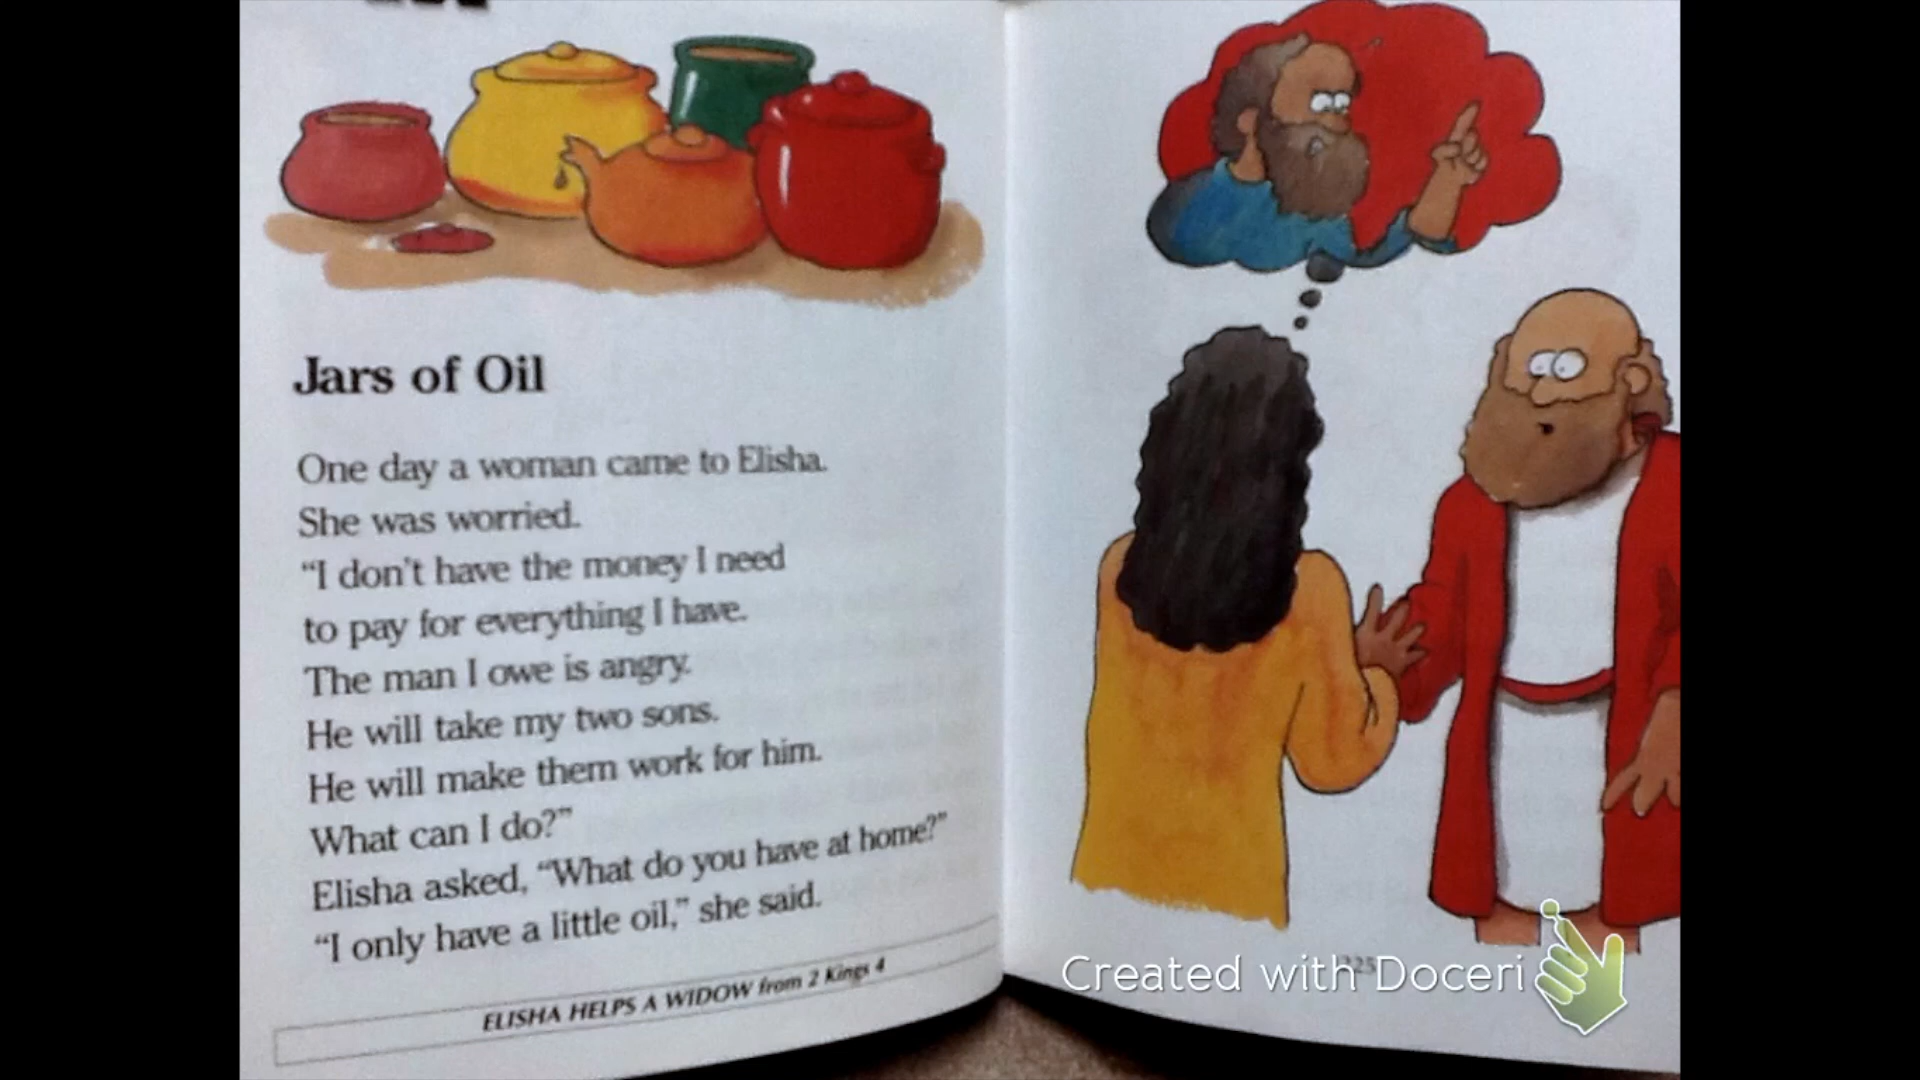 Jars of Oil
One day a woman came to Elisha.
She was worried.
“I don't have the money I need
to pay for everything I have.
The man I owe is angry.
He will take my two sons.
He will make them work for him.
What can I do?”
Elisha asked, “What do you have at home?”
“I only have a little oil,” she said.
ELISHA HELPS A WIDOW from 2 Kings 4
325
Created with Doceri